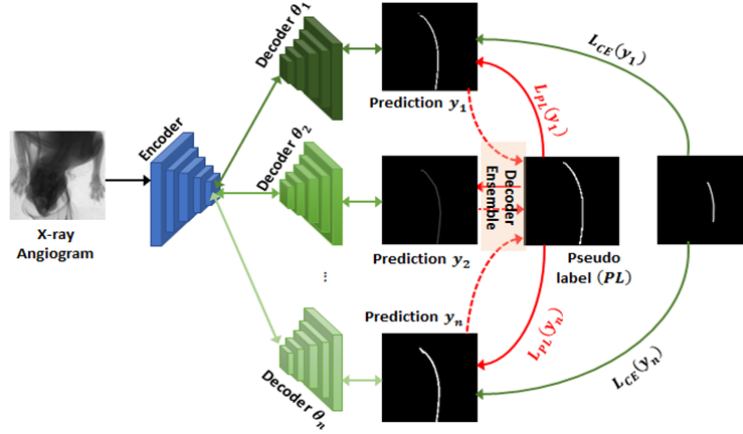 Decoder θ1
Prediction y1
LCE(y1)
LPL(y1)
Encoder
X-ray
Angiogram
Decoder θ2
Prediction y2
Decoder
Ensemble
Pseudo
label (PL)
...
Prediction yn
Decoder θn
LPL(yn)
LCE(yn)